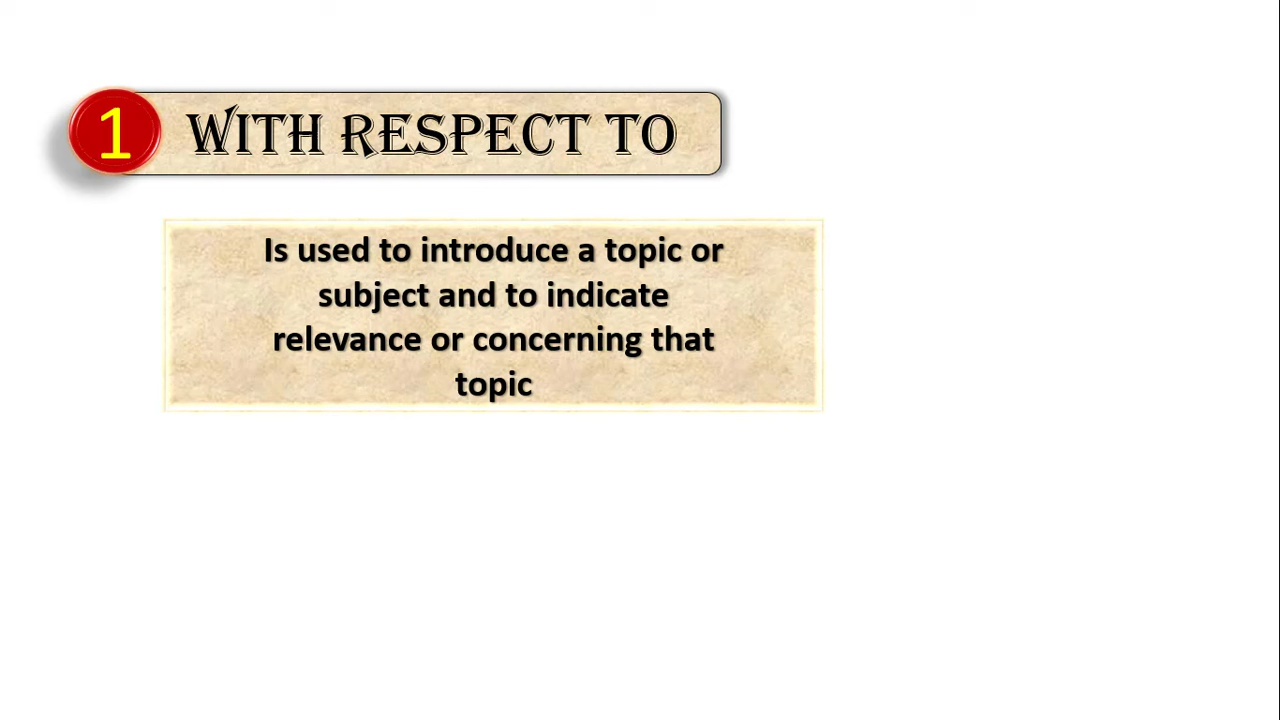 1
WITH RESPECT TO
Is used to introduce a topic or
subject and to indicate
relevance or concerning that
topic